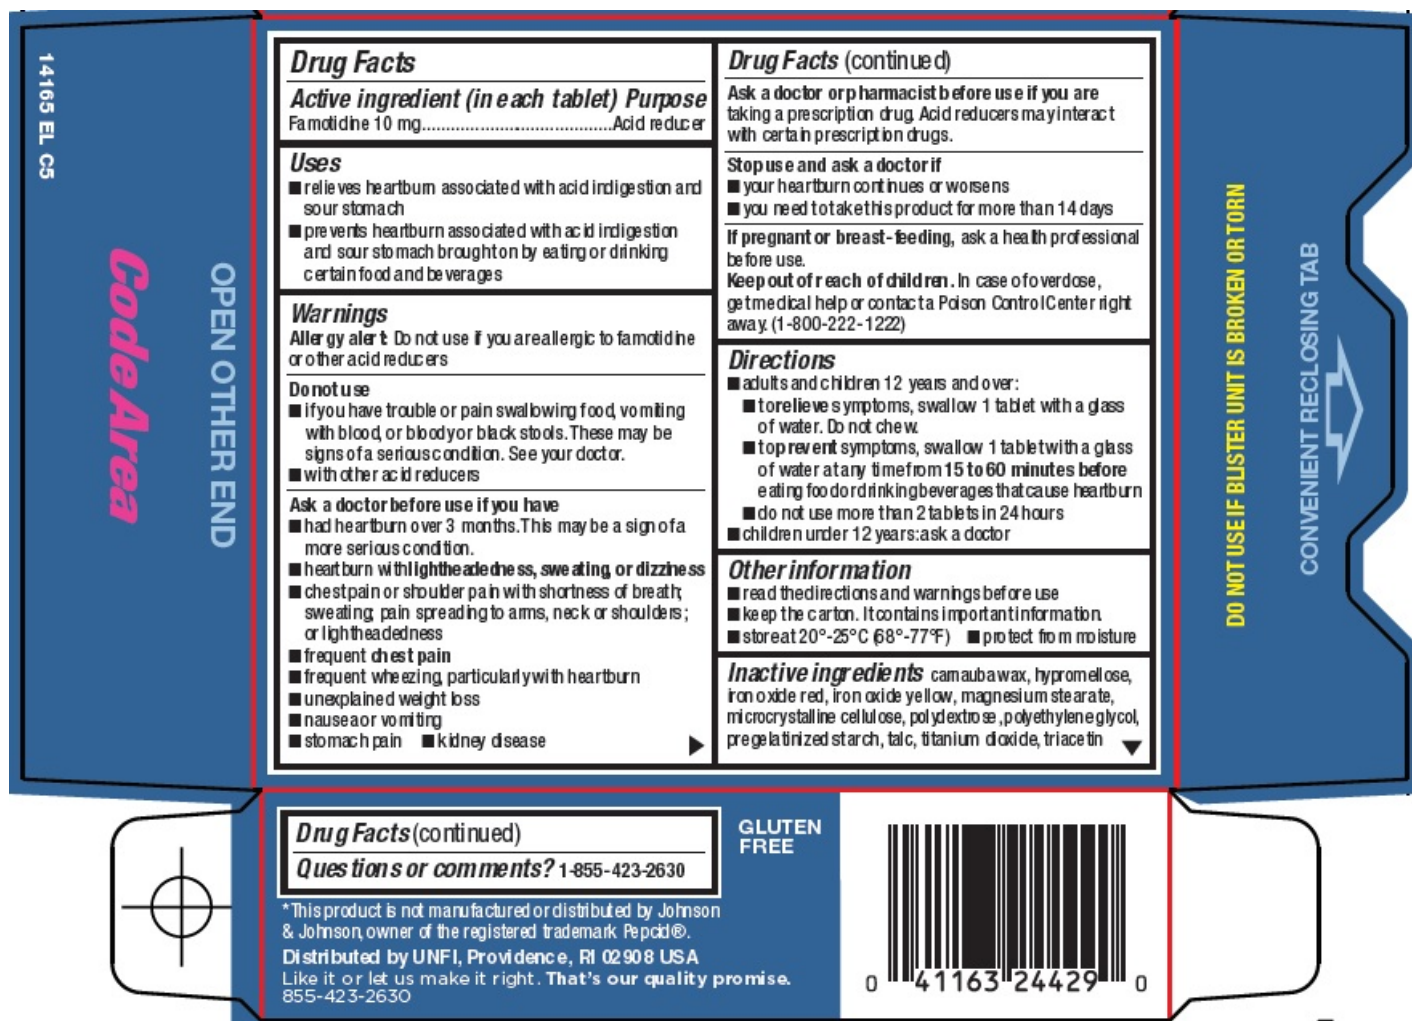 14165 EL C5
Code Area
OPEN OTHER END
Drug Facts
Active ingredient (in each tablet) Purpose
Famotidine 10 mg........................................Acid reducer
Uses
■ relieves heartburn associated with acid indigestion and
sour stomach
■ prevents heartburn associated with acid indigestion
and sour stomach brought on by eating or drinking
certain food and beverages
Warnings
Allergy alert: Do not use if you are allergic to famotidine
or other acid reducers
Do not use
■ if you have trouble or pain swallowing food, vomiting
with blood, or bloody or black stools. These may be
signs of a serious condition. See your doctor.
■ with other acid reducers
Ask a doctor before use if you have
■ had heartburn over 3 months. This may be a sign of a
more serious condition.
■ heartburn with lightheadedness, sweating, or dizziness
■ chest pain or shoulder pain with shortness of breath;
sweating; pain spreading to arms, neck or shoulders;
or lightheadedness
■ frequent chest pain
■ frequent wheezing, particularly with heartburn
■ unexplained weight loss
■ nausea or vomiting
■ stomach pain ■ kidney disease
Drug Facts (continued)
Ask a doctor or pharmacist before use if you are
taking a prescription drug. Acid reducers may interact
with certain prescription drugs.
Stop use and ask a doctor if
■ your heartburn continues or worsens
■ you need to take this product for more than 14 days
If pregnant or breast-feeding, ask a health professional
before use.
Keep out of reach of children. In case of overdose,
get medical help or contact a Poison Control Center right
away. (1-800-222-1222)
Directions
■ adults and children 12 years and over:
■ to relieve symptoms, swallow 1 tablet with a glass
of water. Do not chew.
■ to prevent symptoms, swallow 1 tablet with a glass
of water at any time from 15 to 60 minutes before
eating food or drinking beverages that cause heartburn
■ do not use more than 2 tablets in 24 hours
■ children under 12 years: ask a doctor
Other information
■ read the directions and warnings before use
■ keep the carton. It contains important information.
■ store at 20°-25°C (68°-77°F) ■ protect from moisture
Inactive ingredients carnauba wax, hypromellose,
iron oxide red, iron oxide yellow, magnesium stearate,
microcrystalline cellulose, polydextrose, polyethylene glycol,
pregelatinized starch, talc, titanium dioxide, triacetin
DO NOT USE IF BLISTER UNIT IS BROKEN OR TORN
CONVENIENT RECLOSING TAB
Drug Facts (continued)
Questions or comments? 1-855-423-2630
*This product is not manufactured or distributed by Johnson
& Johnson, owner of the registered trademark Pepcid®.
Distributed by UNFI, Providence, RI 02908 USA
Like it or let us make it right. That's our quality promise.
855-423-2630
GLUTEN
FREE
0 41163 24429 0